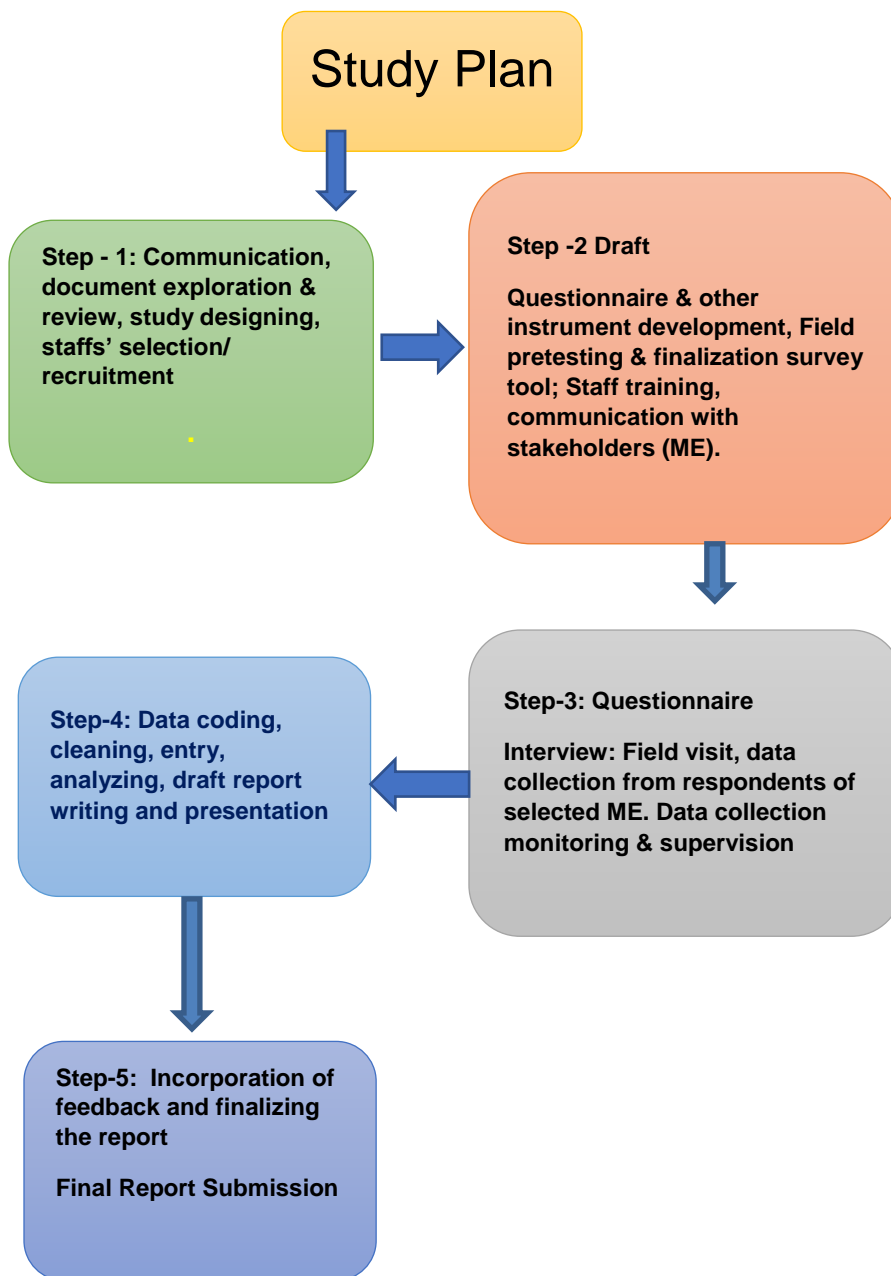 Study Plan
Step - 1: Communication,
document exploration &
review, study designing,
staffs’ selection/
recruitment
.
Step -2 Draft
Questionnaire & other
instrument development, Field
pretesting & finalization survey
tool; Staff training,
communication with
stakeholders (ME).
Step-3: Questionnaire
Interview: Field visit, data
collection from respondents of
selected ME. Data collection
monitoring & supervision
Step-4: Data coding,
cleaning, entry,
analyzing, draft report
writing and presentation
Step-5:  Incorporation of
feedback and finalizing
the report
Final Report Submission